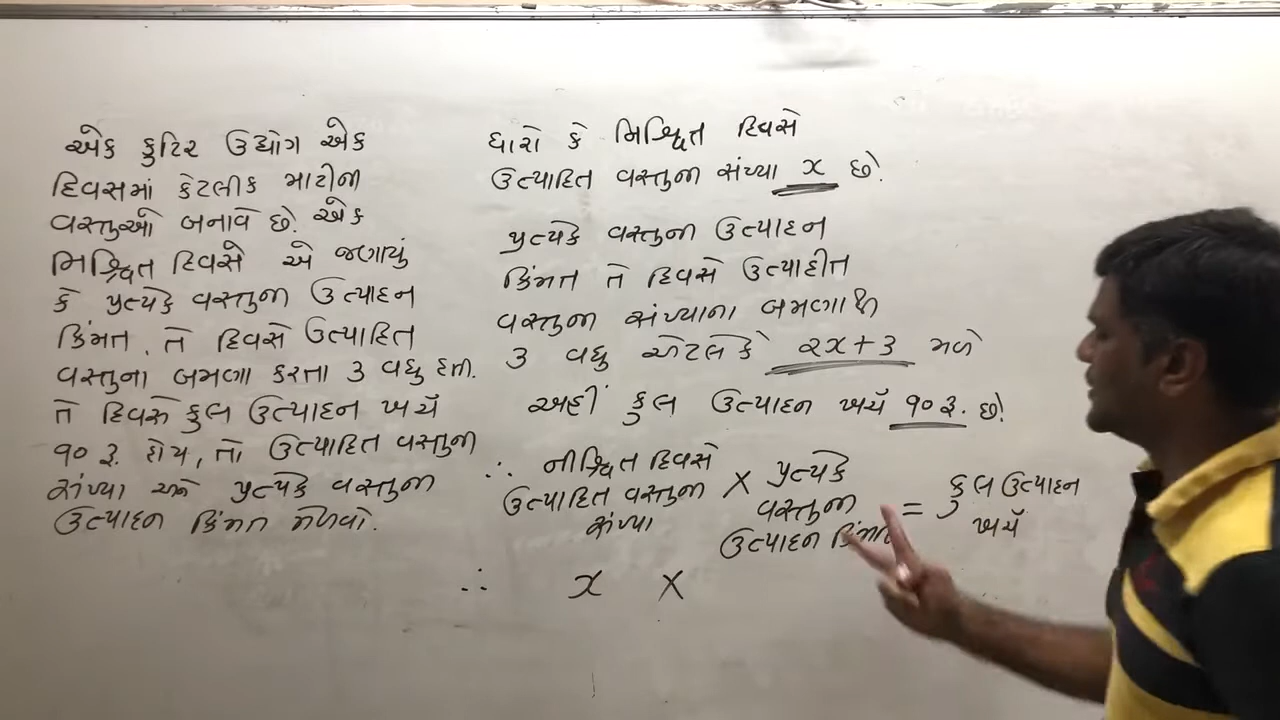 એક કુટિર ઉદ્યોગ એક
દિવસમાં કેટલીક માટીની
વસ્તુઓ બનાવે છે. એક
નિશ્ચિત દિવસે એ જણાયું
કે પ્રત્યેક વસ્તુની ઉત્પાદન
કિંમત, તે દિવસે ઉત્પાદિત
વસ્તુના બમણા કરતા 3 વધુ હતી.
તે દિવસે કુલ ઉત્પાદન ખર્ચ
૧૦ રૂ. હોય, તો ઉત્પાદિત વસ્તુની
સંખ્યા અને પ્રત્યેક વસ્તુની
ઉત્પાદન કિંમત મેળવો.
ધારો કે નિશ્ચિત દિવસે
ઉત્પાદિત વસ્તુની સંખ્યા x છે.
પ્રત્યેક વસ્તુની ઉત્પાદન
કિંમત તે દિવસે ઉત્પાદીત
વસ્તુની સંખ્યાના બમણાથી
3 વધુ એટલે કે 2x + 3 મળે
અહીં કુલ ઉત્પાદન ખર્ચ ૧૦ રૂ. છે.
∴ નીશ્ચિત દિવસે ઉત્પાદિત વસ્તુની સંખ્યા × પ્રત્યેક વસ્તુની ઉત્પાદન કિંમત = કુલ ઉત્પાદન ખર્ચ
∴ x ×